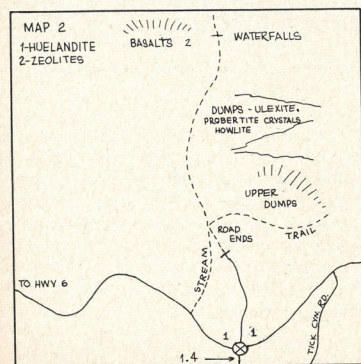 MAP 2
1-HUELANDITE
2-ZEOLITES
BASALTS 2
WATERFALLS
DUMPS - ULEXITE,
PROBERTITE CRYSTALS
HOWLITE
UPPER
DUMPS
ROAD
ENDS
TRAIL
STREAM
TO HWY 6
TICK CYN RD.
1 1
1.4